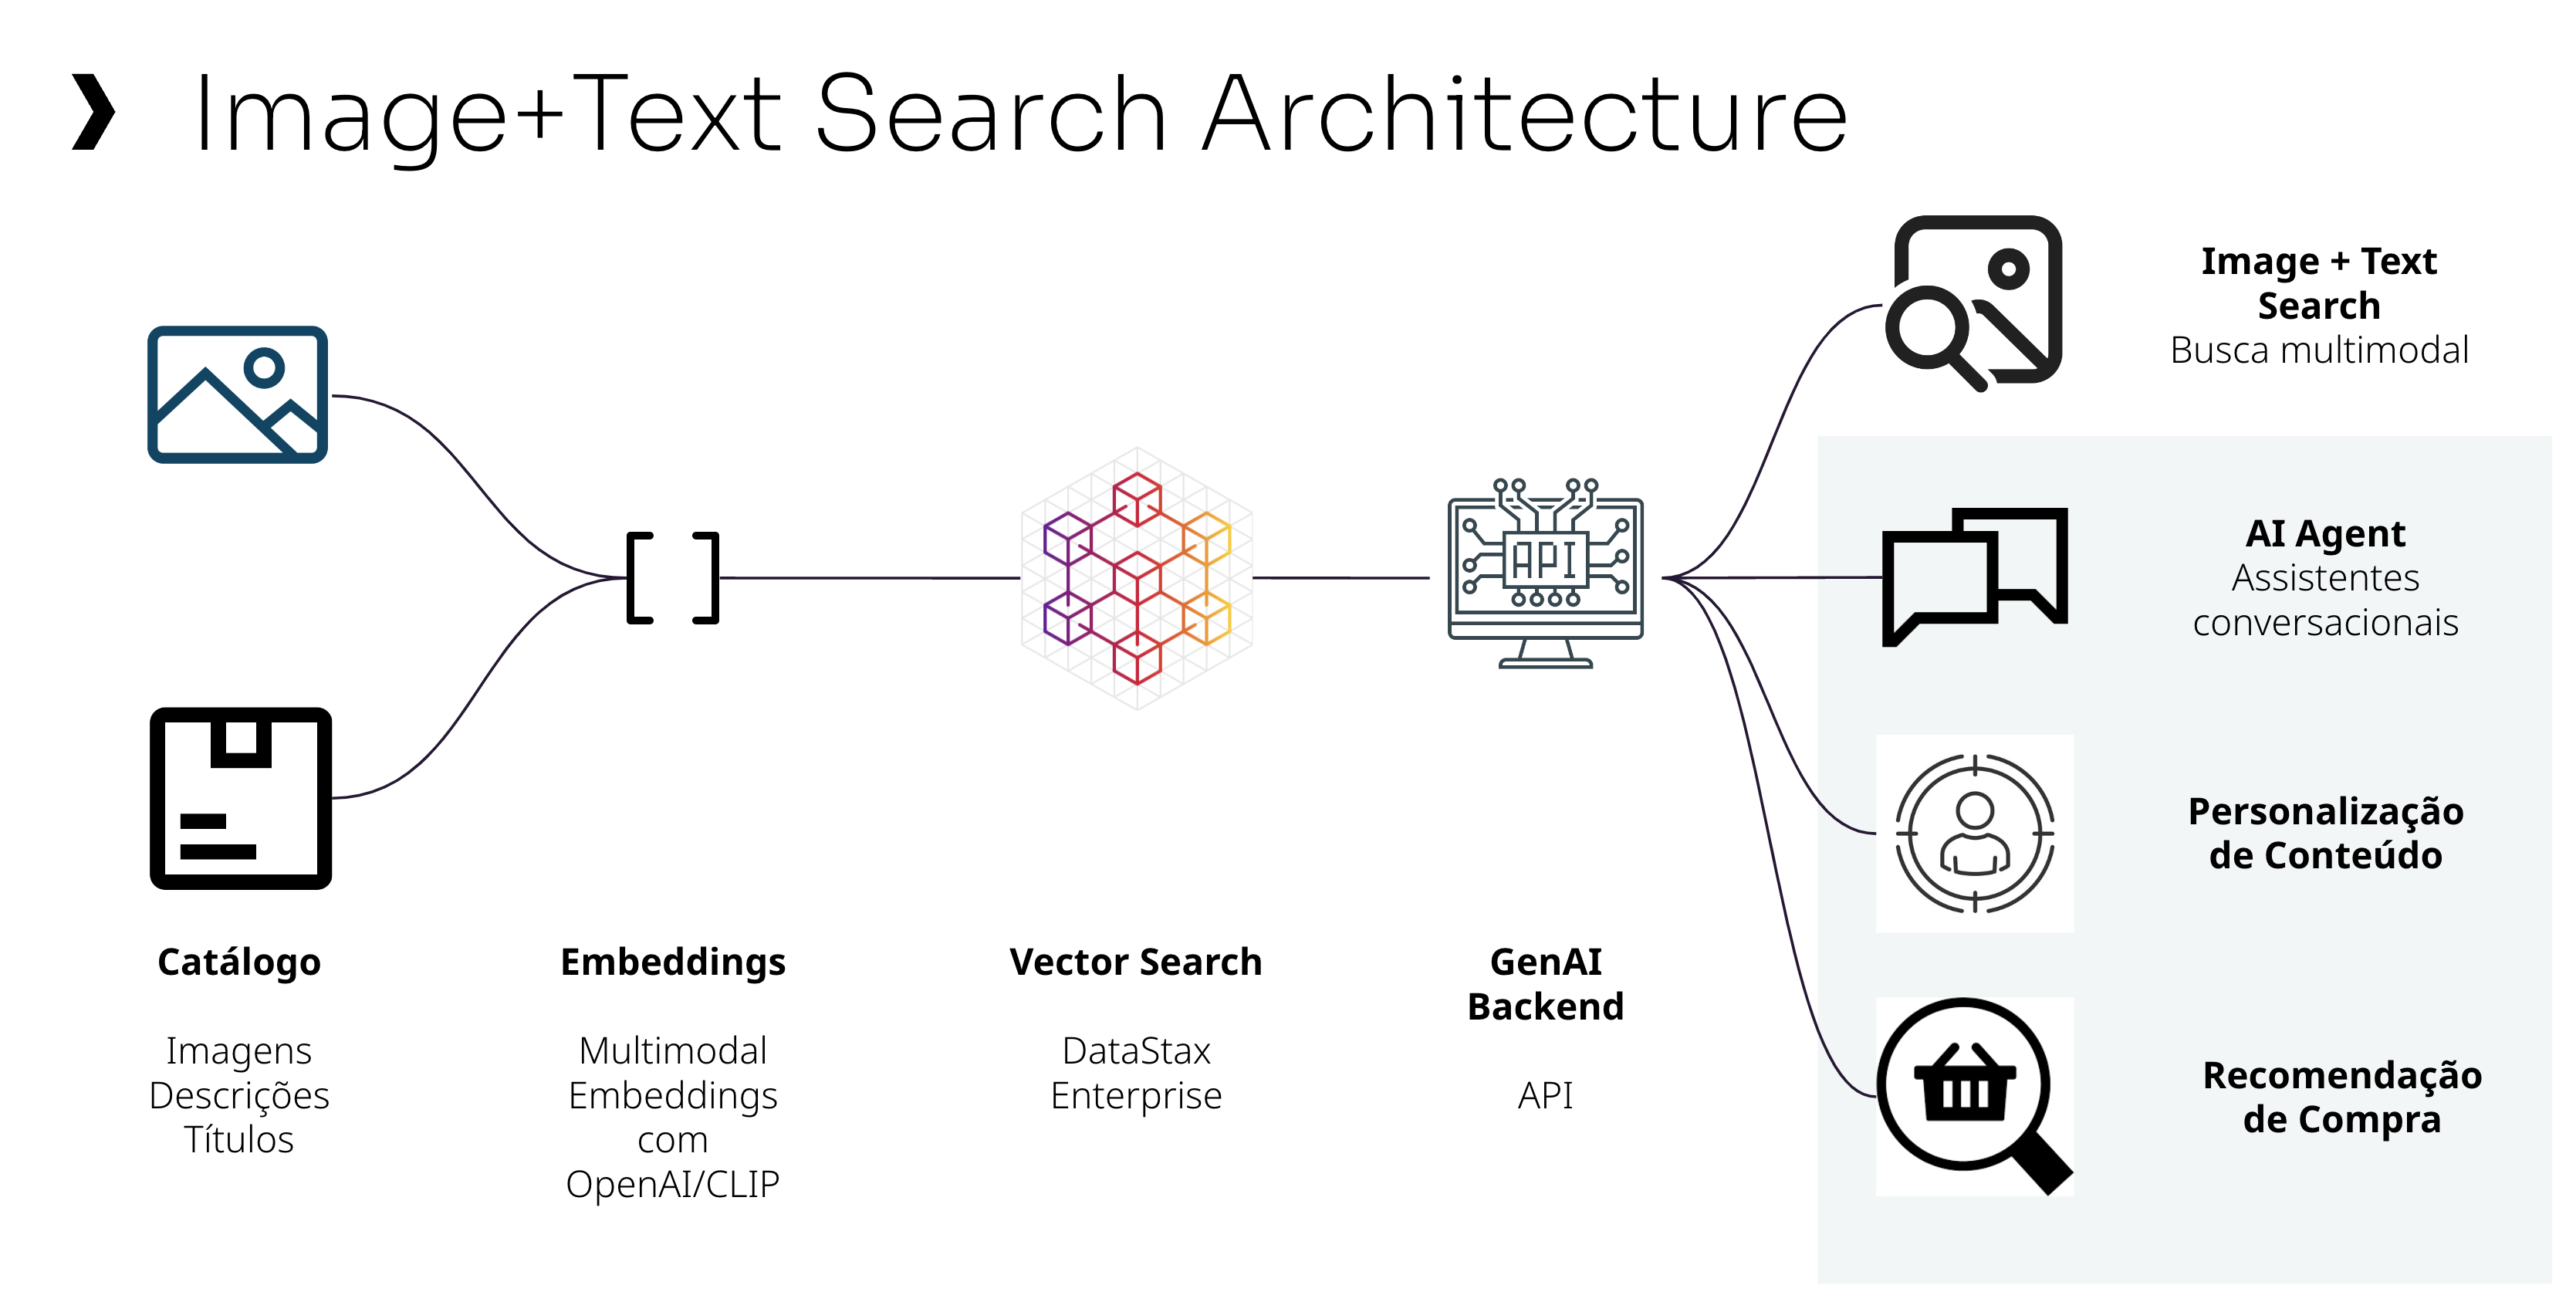 Image+Text Search Architecture
Image + Text
Search
Busca multimodal
API
AI Agent
Assistentes
conversacionais
Personalização
de Conteúdo
Catálogo
Imagens
Descrições
Títulos
Embeddings
Multimodal
Embeddings
com
OpenAI/CLIP
Vector Search
DataStax
Enterprise
GenAI
Backend
API
Recomendação
de Compra